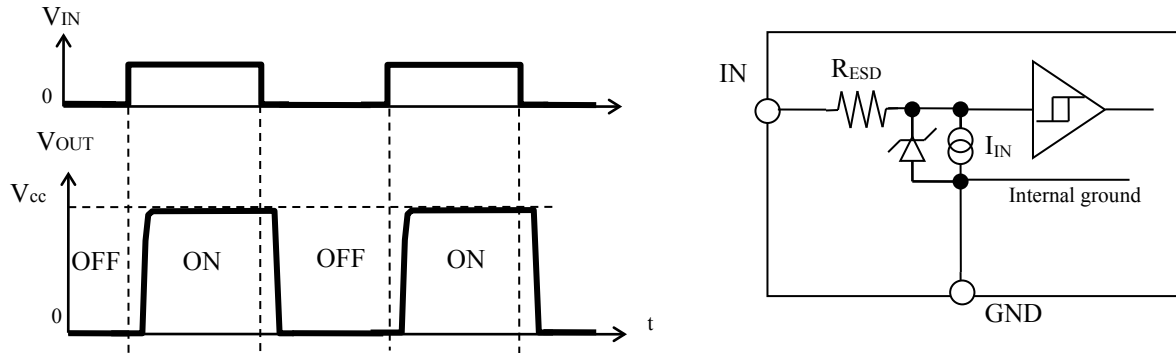 VIN
0
VOUT
Vcc
OFF
ON
OFF
ON
0
t
IN
RESD
IIN
Internal ground
GND